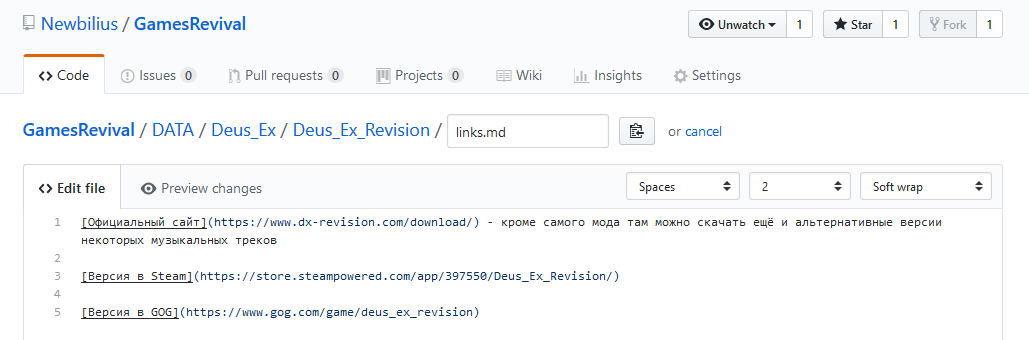 Newbilius / GamesRevival
Unwatch 1 Star 1 Fork 1
Code Issues 0 Pull requests 0 Projects 0 Wiki Insights Settings
GamesRevival / DATA / Deus_Ex / Deus_Ex_Revision / links.md or cancel
Edit file Preview changes Spaces 2 Soft wrap
1 [Официальный сайт](https://www.dx-revision.com/download/) - кроме самого мода там можно скачать ещё и альтернативные версии
некоторых музыкальных треков
2
3 [Версия в Steam](https://store.steampowered.com/app/397550/Deus_Ex_Revision/)
4
5 [Версия в GOG](https://www.gog.com/game/deus_ex_revision)